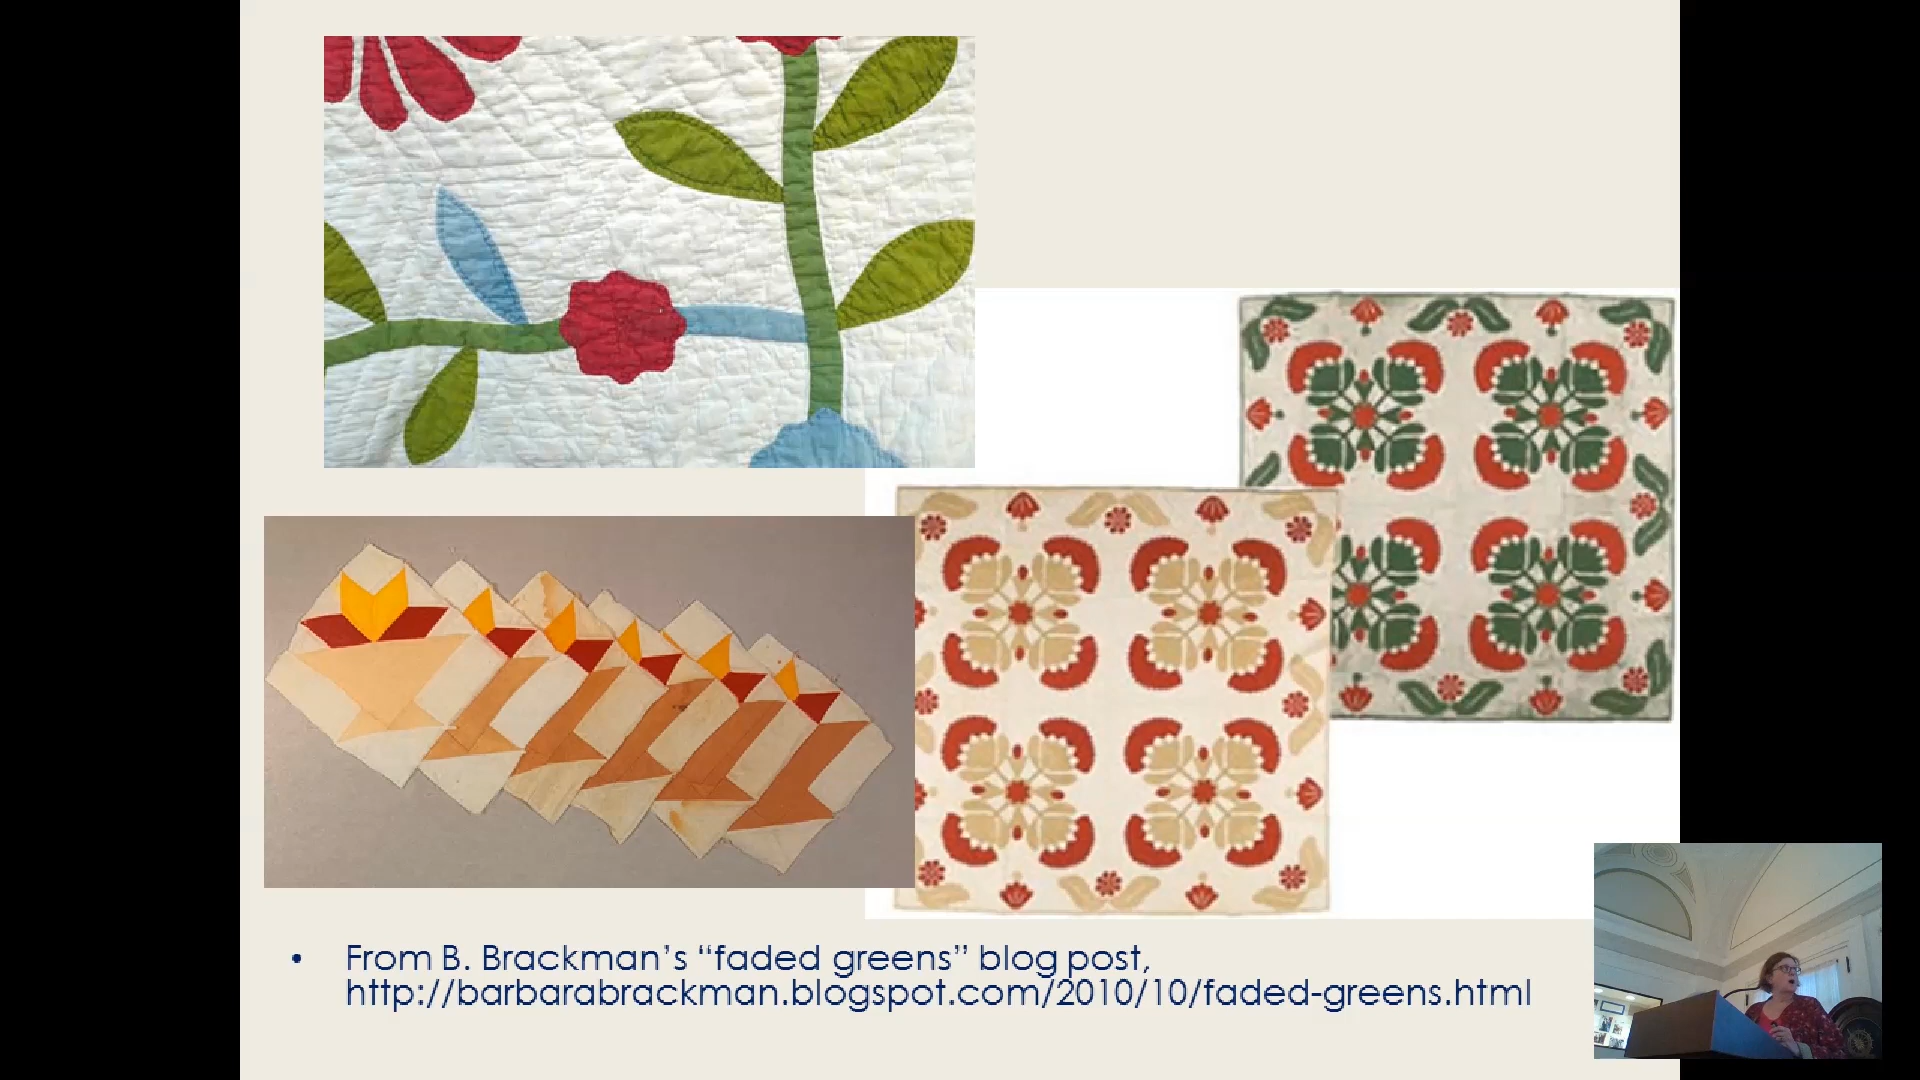 • From B. Brackman’s “faded greens” blog post,
http://barbarabrackman.blogspot.com/2010/10/faded-greens.html